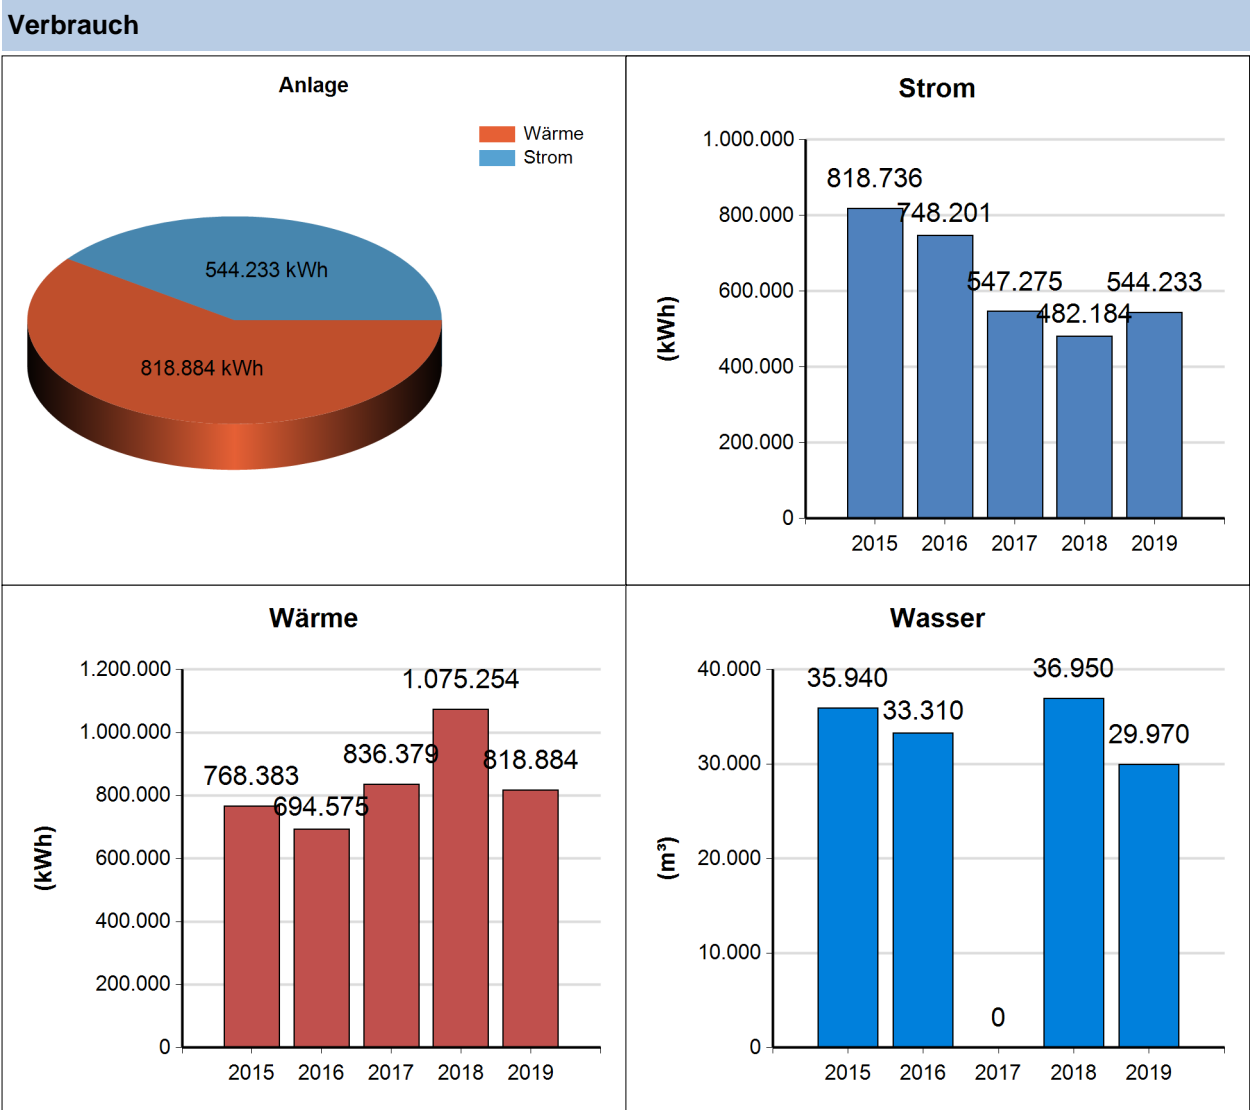 Verbrauch
Anlage
Wärme
Strom
544.233 kWh
818.884 kWh
Strom
(kWh)
1.000.000
800.000
600.000
400.000
200.000
0
818.736
748.201
547.275
482.184
544.233
2015 2016 2017 2018 2019
Wärme
(kWh)
1.200.000
1.000.000
800.000
600.000
400.000
200.000
0
768.383
694.575
836.379
1.075.254
818.884
2015 2016 2017 2018 2019
Wasser
(m³)
40.000
30.000
20.000
10.000
0
35.940
33.310
0
36.950
29.970
2015 2016 2017 2018 2019